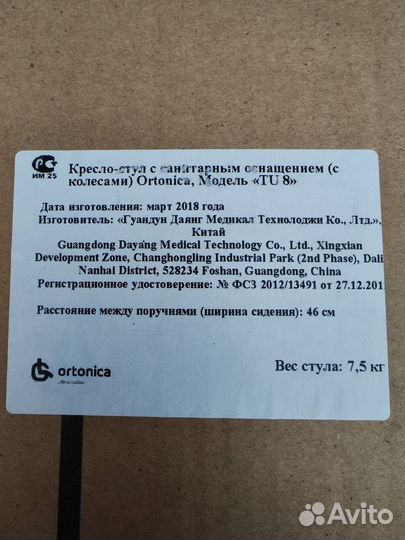 ИМ 25
Кресло-стул с санитарным оснащением (с
колесами) Ortonica, Модель «TU 8»
Дата изготовления: март 2018 года
Изготовитель: «Гуандун Даянг Медикал Технолоджи Ко., Лтд.»,
Китай
Guangdong Dayang Medical Technology Co., Ltd., Xingxian
Development Zone, Changhongling Industrial Park (2nd Phase), Dali
Nanhai District, 528234 Foshan, Guangdong, China
Регистрационное удостоверение: № ФСЗ 2012/13491 от 27.12.201
Расстояние между поручнями (ширина сидения): 46 см
Вес стула: 7,5 кг
ortonica
Avito